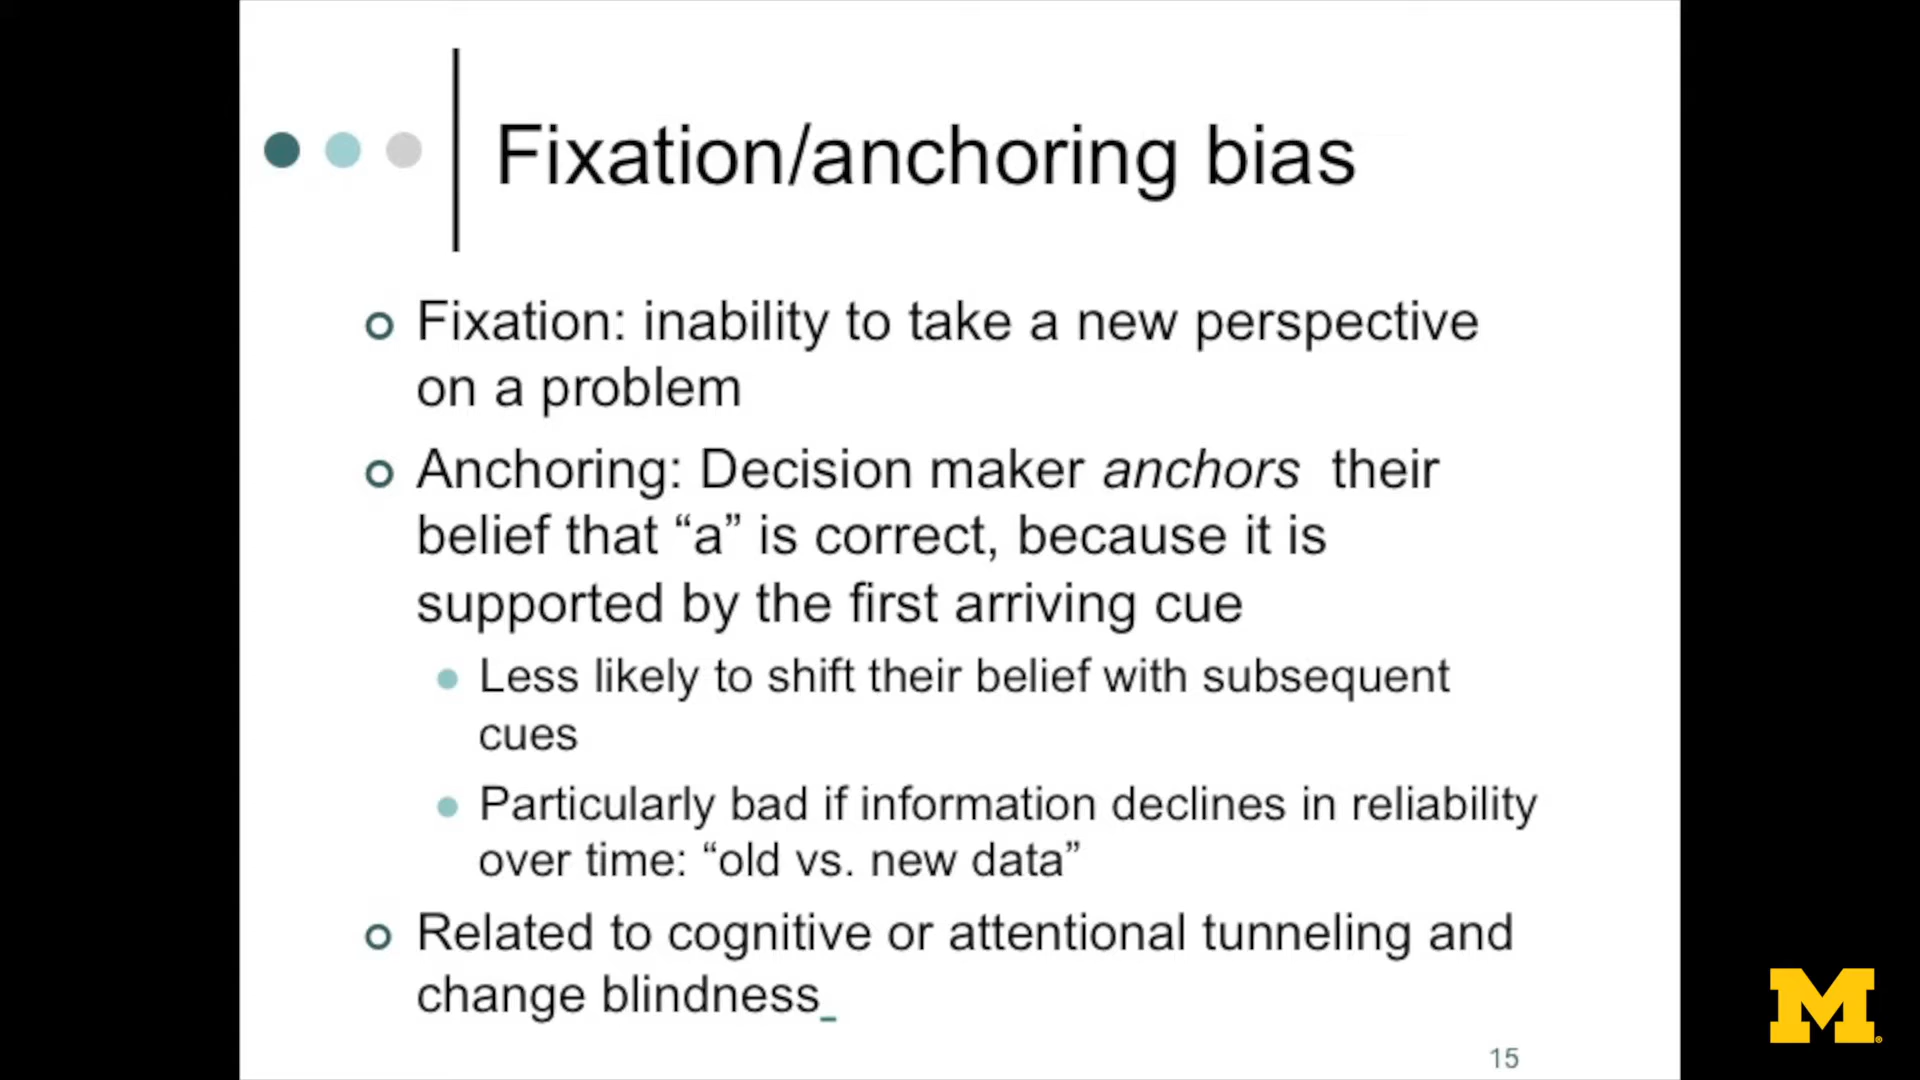 Fixation/anchoring bias
Fixation: inability to take a new perspective
on a problem
Anchoring: Decision maker anchors their
belief that “a” is correct, because it is
supported by the first arriving cue
Less likely to shift their belief with subsequent
cues
Particularly bad if information declines in reliability
over time: “old vs. new data”
Related to cognitive or attentional tunneling and
change blindness_
15
M®